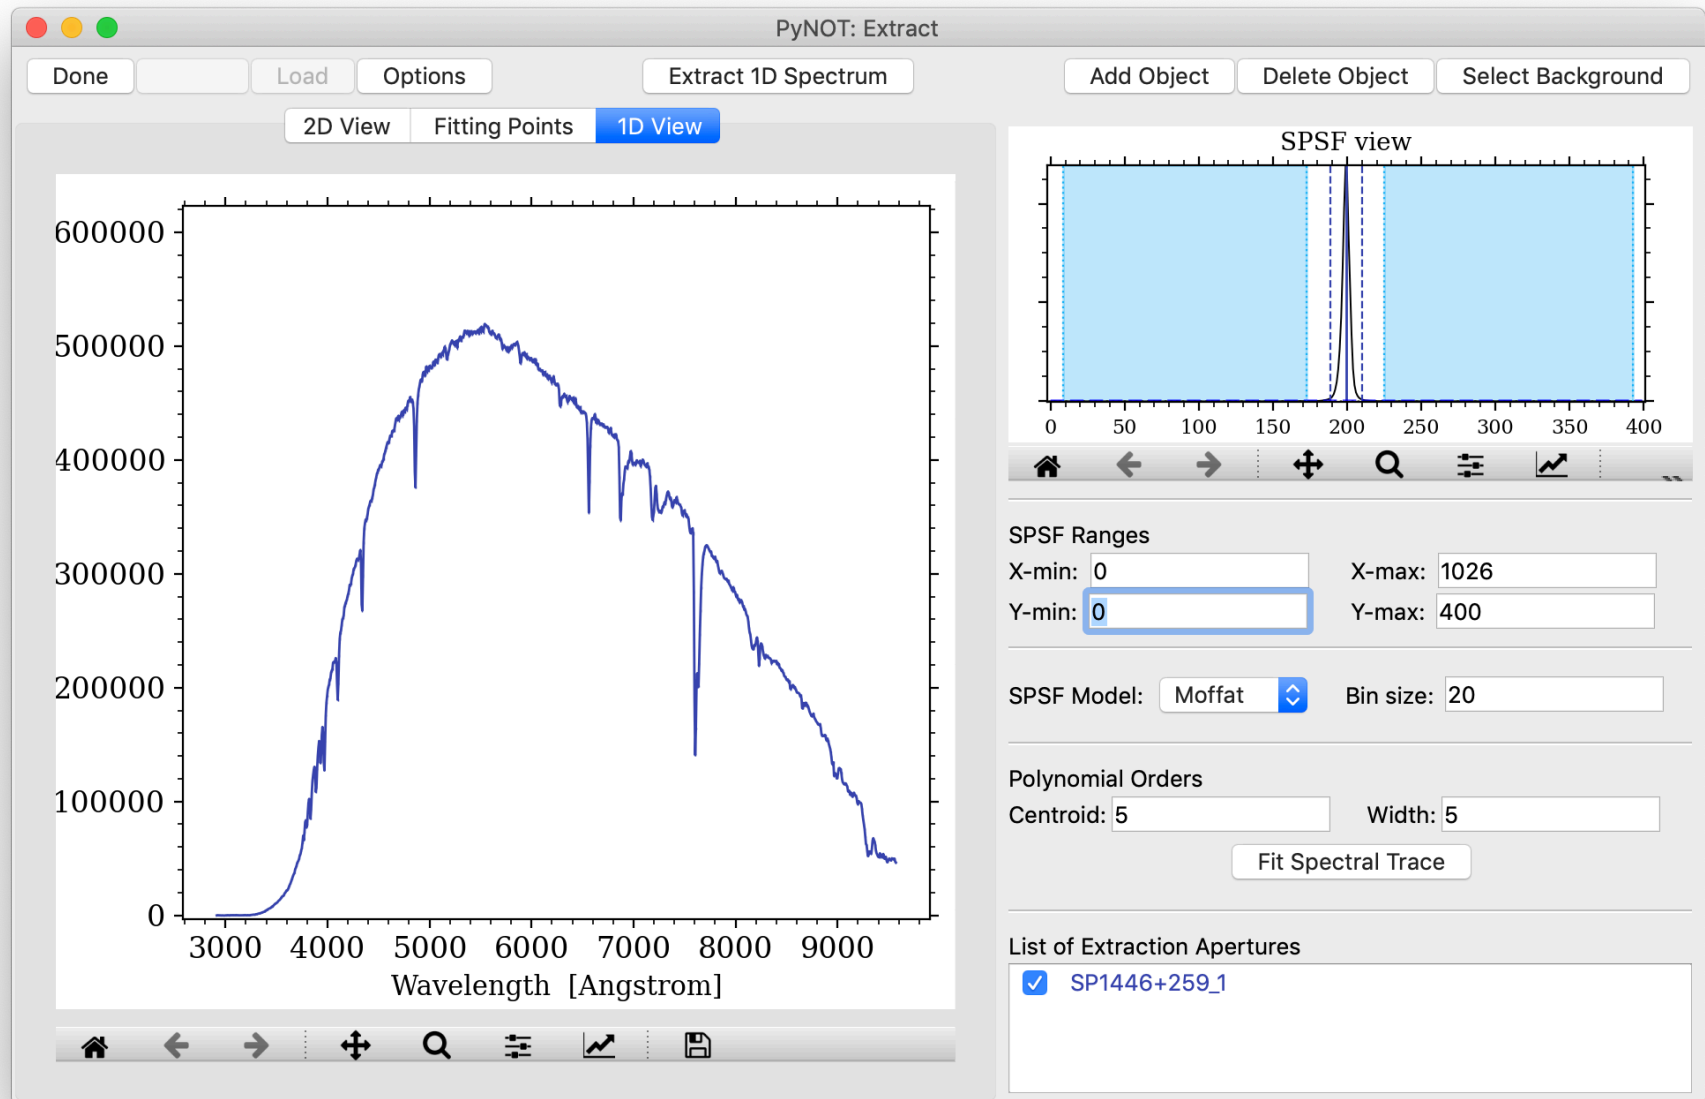 PyNOT: Extract
Done Load Options Extract 1D Spectrum Add Object Delete Object Select Background
2D View Fitting Points 1D View
600000
500000
400000
300000
200000
100000
0
3000 4000 5000 6000 7000 8000 9000
Wavelength [Angstrom]
SPSF view
0 50 100 150 200 250 300 350 400
SPSF Ranges
X-min: 0 X-max: 1026
Y-min: 0 Y-max: 400
SPSF Model: Moffat Bin size: 20
Polynomial Orders
Centroid: 5 Width: 5
Fit Spectral Trace
List of Extraction Apertures
SP1446+259_1